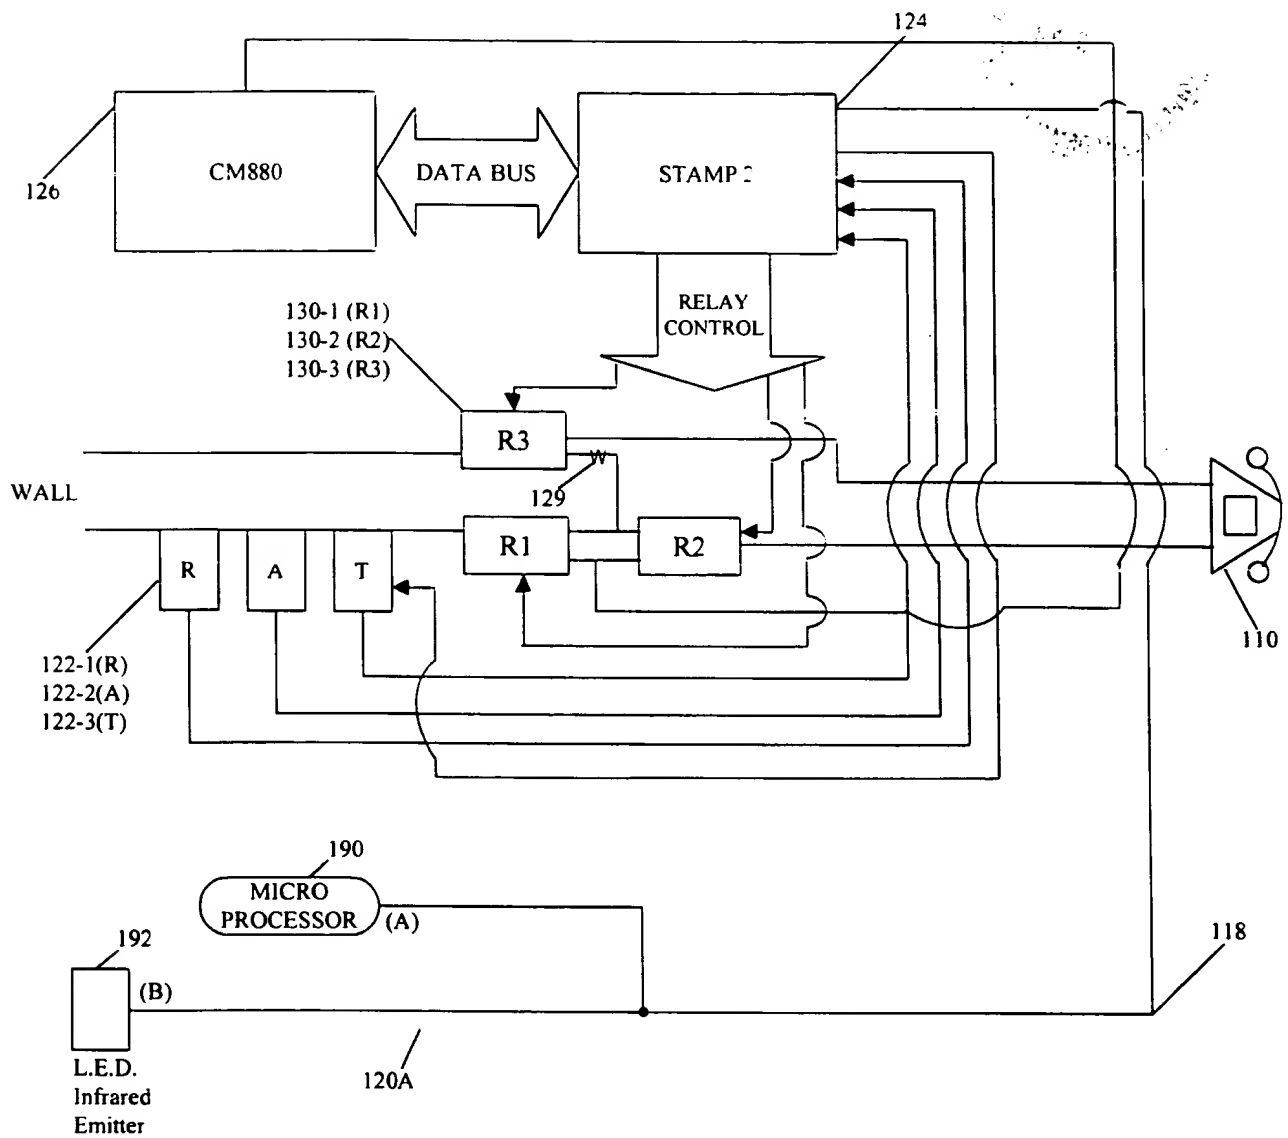 124
CM880
DATA BUS
STAMP 2
126
RELAY
CONTROL
130-1 (R1)
130-2 (R2)
130-3 (R3)
R3
WALL
129
R1
R2
R
A
T
110
122-1(R)
122-2(A)
122-3(T)
190
MICRO
PROCESSOR
(A)
192
(B)
118
L.E.D.
Infrared
Emitter
120A